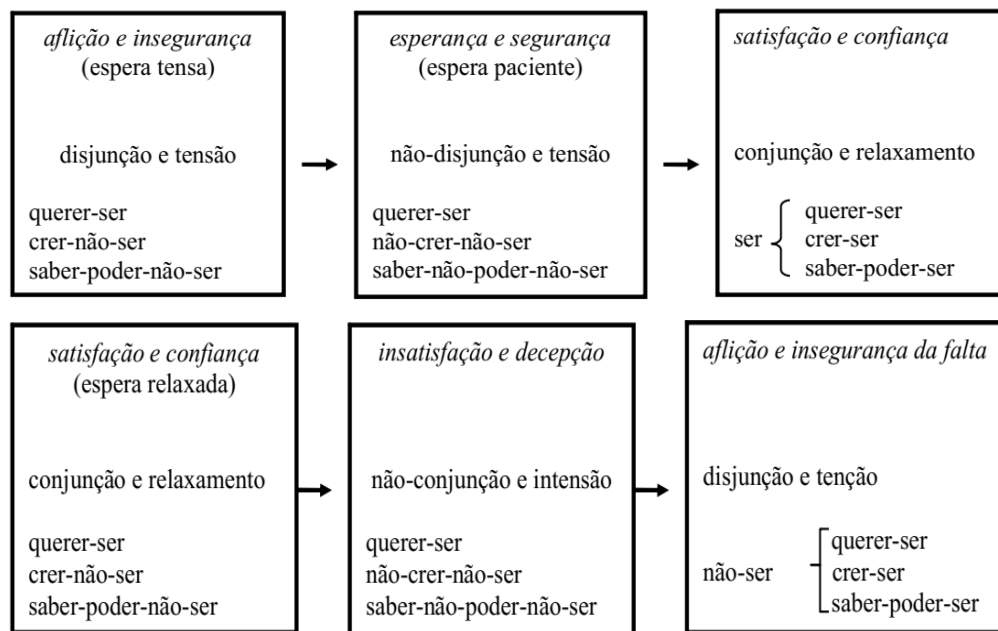 aflição e insegurança
(espera tensa)
disjunção e tensão
querer-ser
crer-não-ser
saber-poder-não-ser
esperança e segurança
(espera paciente)
não-disjunção e tensão
querer-ser
não-crer-não-ser
saber-não-poder-não-ser
satisfação e confiança
conjunção e relaxamento
ser
querer-ser
crer-ser
saber-poder-ser
satisfação e confiança
(espera relaxada)
conjunção e relaxamento
querer-ser
crer-não-ser
saber-poder-não-ser
insatisfação e decepção
não-conjunção e intensão
querer-ser
não-crer-não-ser
saber-não-poder-não-ser
aflição e insegurança da falta
disjunção e tenção
não-ser
querer-ser
crer-ser
saber-poder-ser